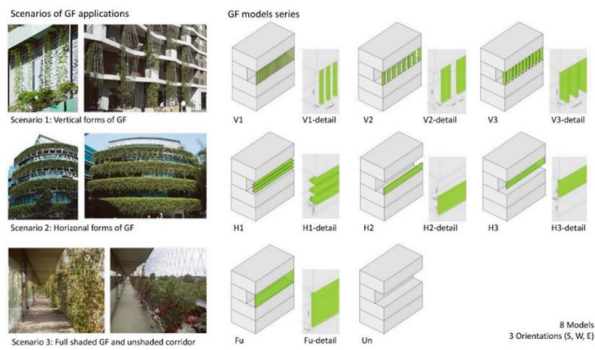 Scenarios of GF applications
GF models series
Scenario 1: Vertical forms of GF
V1
V1-detail
V2
V2-detail
V3
V3-detail
Scenario 2: Horizonal forms of GF
H1
H1-detail
H2
H2-detail
H3
H3-detail
Scenario 3: Full shaded GF and unshaded corridor
Fu
Fu-detail
Un
8 Models
3 Orientations (S, W, E)